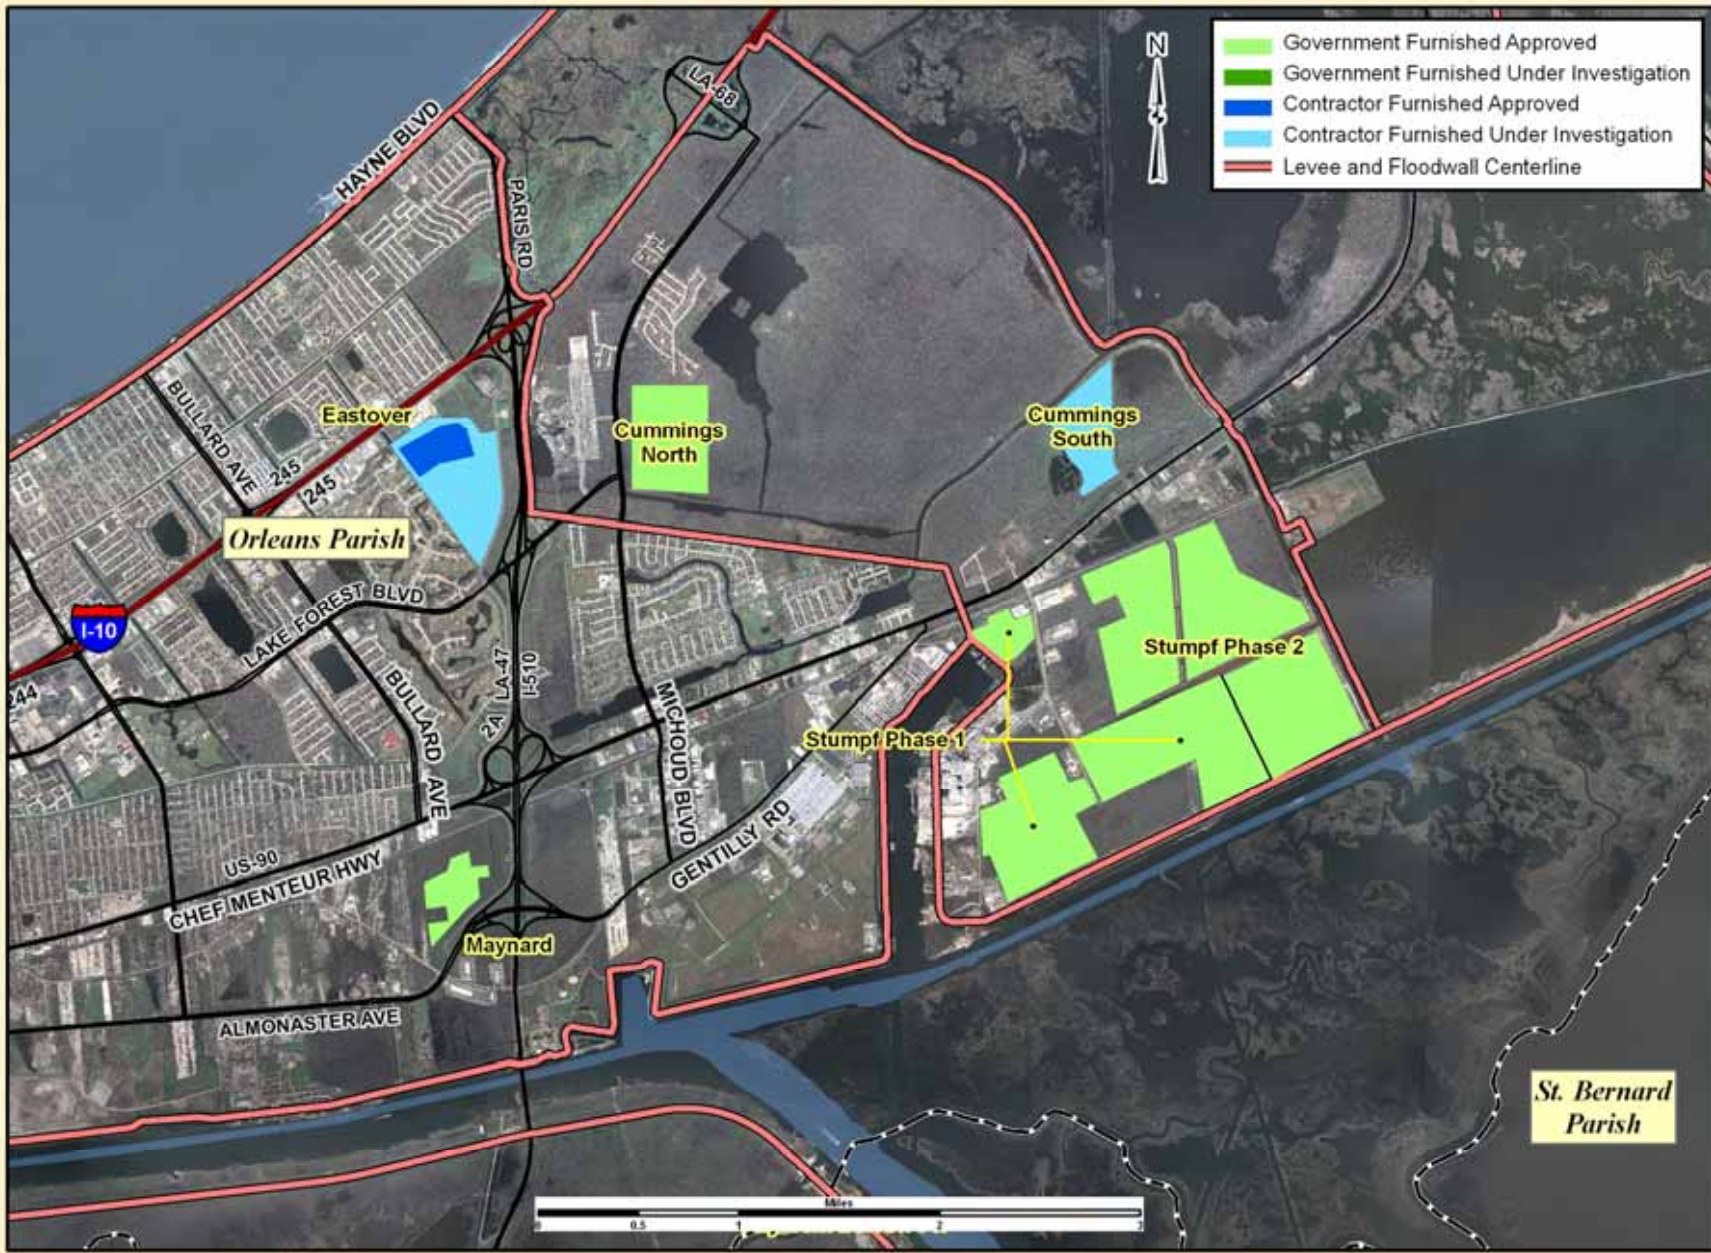 Government Furnished Approved
Government Furnished Under Investigation
Contractor Furnished Approved
Contractor Furnished Under Investigation
Levee and Floodwall Centerline
N
LA-68
HAYNE BLVD
PARIS RD
BULLARD AVE
Eastover
245
245
Cummings
North
Cummings
South
Orleans Parish
I-10
LAKE FOREST BLVD
244
BULLARD AVE
2A
LA-47
I-510
MICHOUD BLVD
Stumpf Phase 2
Stumpf Phase 1
GENTILLY RD
US-90
CHEF MENTEUR HWY
Maynard
ALMONASTER AVE
St. Bernard
Parish
Miles
0 0.5 1 2 3